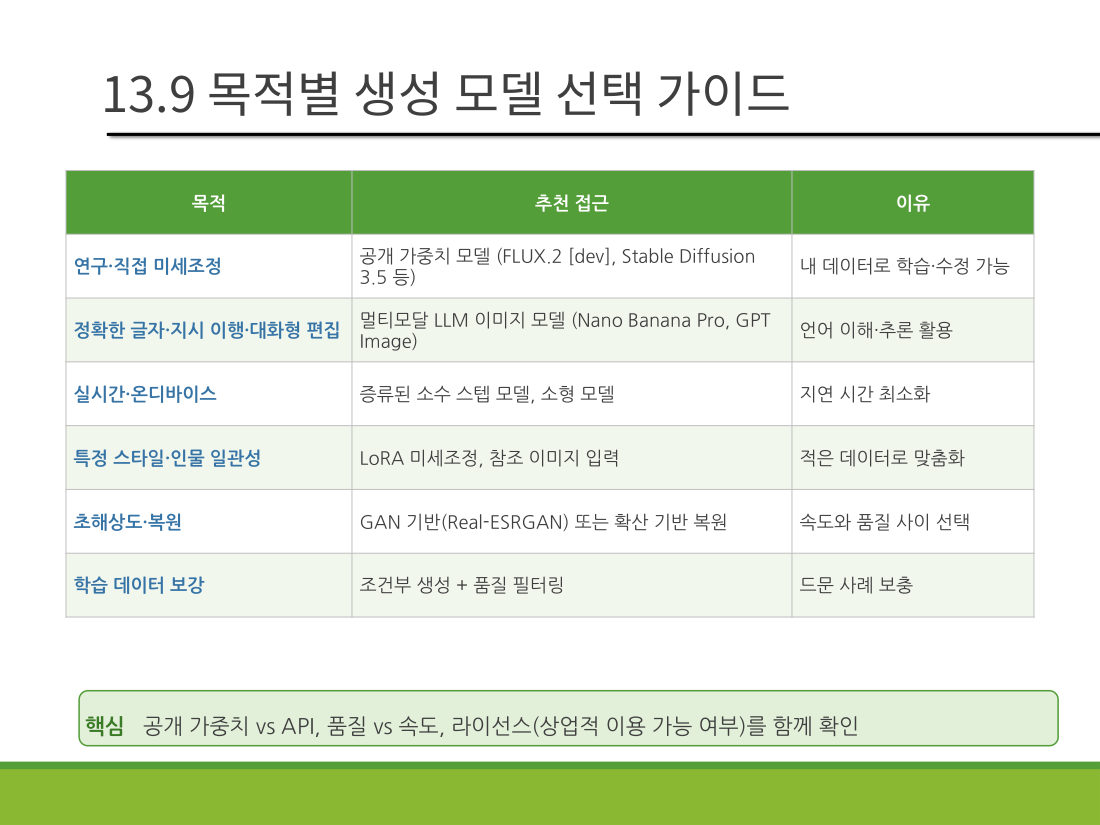 13.9 목적별 생성 모델 선택 가이드
목적 추천 접근 이유
연구·직접 미세조정
공개 가중치 모델 (FLUX.2 [dev], Stable Diffusion
3.5 등)
내 데이터로 학습·수정 가능
정확한 글자·지시 이행·대화형 편집
멀티모달 LLM 이미지 모델 (Nano Banana Pro, GPT
Image)
언어 이해·추론 활용
실시간·온디바이스 증류된 소수 스텝 모델, 소형 모델 지연 시간 최소화
특정 스타일·인물 일관성 LoRA 미세조정, 참조 이미지 입력 적은 데이터로 맞춤화
초해상도·복원 GAN 기반(Real-ESRGAN) 또는 확산 기반 복원 속도와 품질 사이 선택
학습 데이터 보강 조건부 생성 + 품질 필터링 드문 사례 보충
핵심 공개 가중치 vs API, 품질 vs 속도, 라이선스(상업적 이용 가능 여부)를 함께 확인